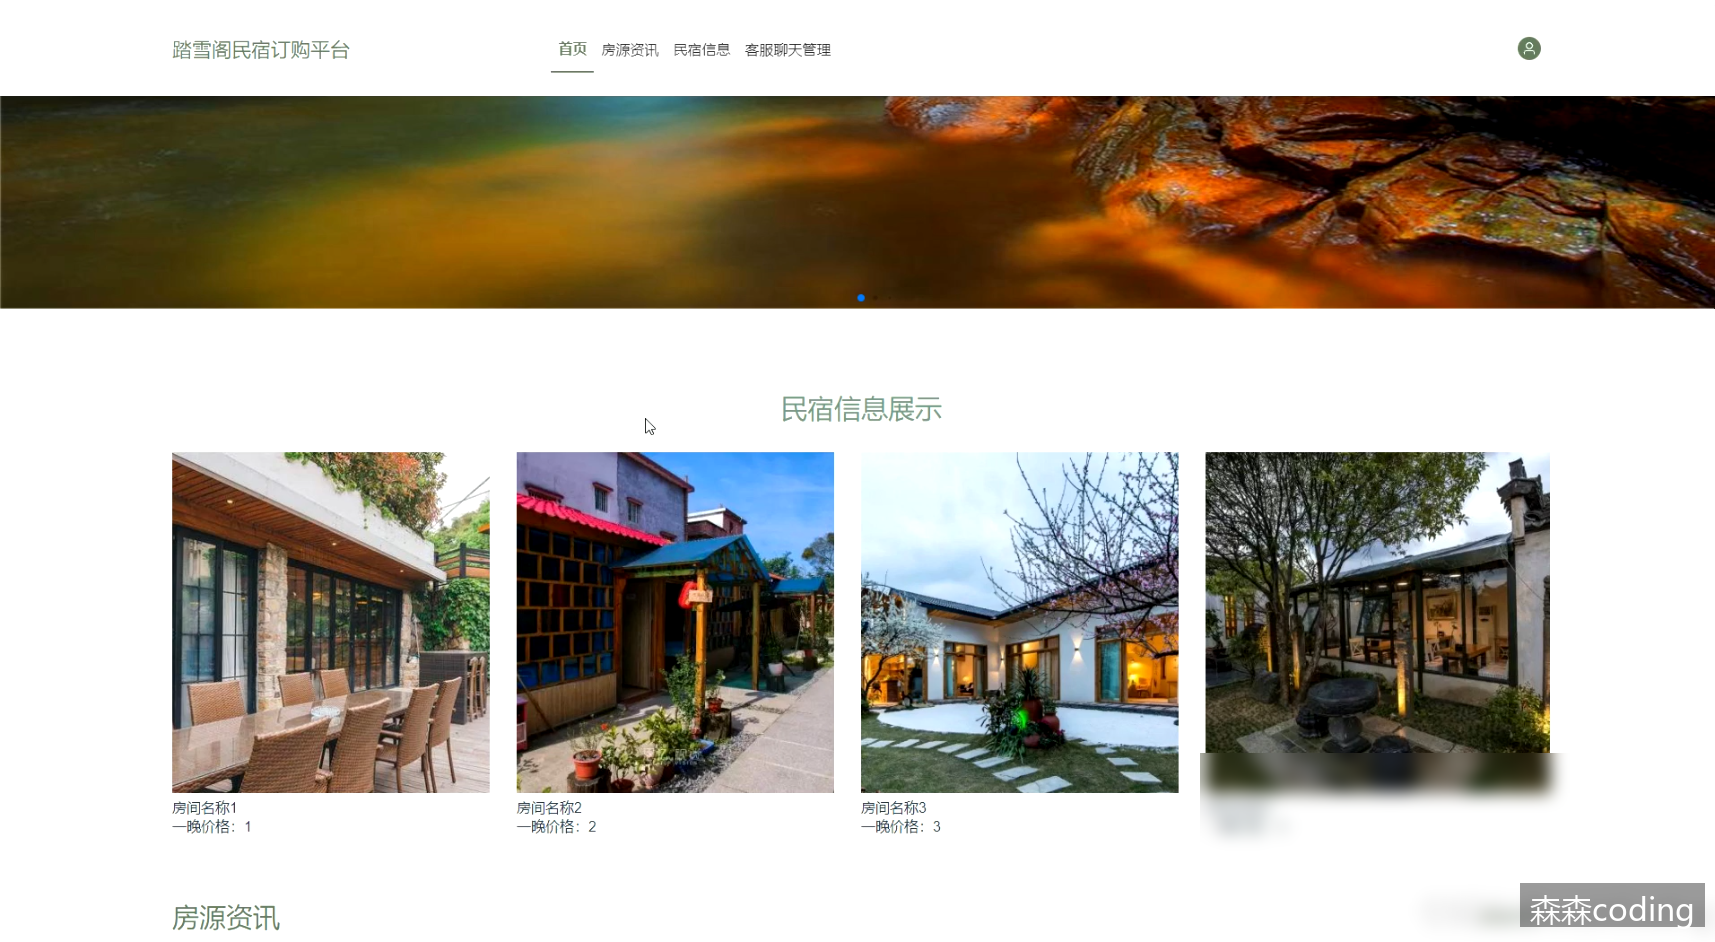 踏雪阁民宿订购平台
首页 房源资讯 民宿信息 客服聊天管理
民宿信息展示
房间名称1
一晚价格：1
房间名称2
一晚价格：2
房间名称3
一晚价格：3
房源资讯
森森coding